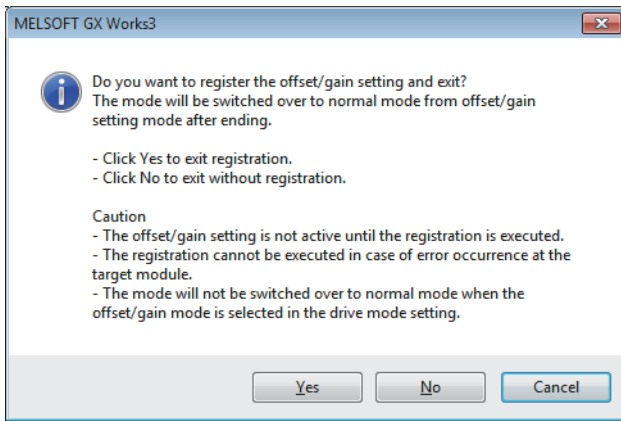 MELSOFT GX Works3
Do you want to register the offset/gain setting and exit?
The mode will be switched over to normal mode from offset/gain
setting mode after ending.
- Click Yes to exit registration.
- Click No to exit without registration.
Caution
- The offset/gain setting is not active until the registration is executed.
- The registration cannot be executed in case of error occurrence at the
target module.
- The mode will not be switched over to normal mode when the
offset/gain mode is selected in the drive mode setting.
Yes No Cancel